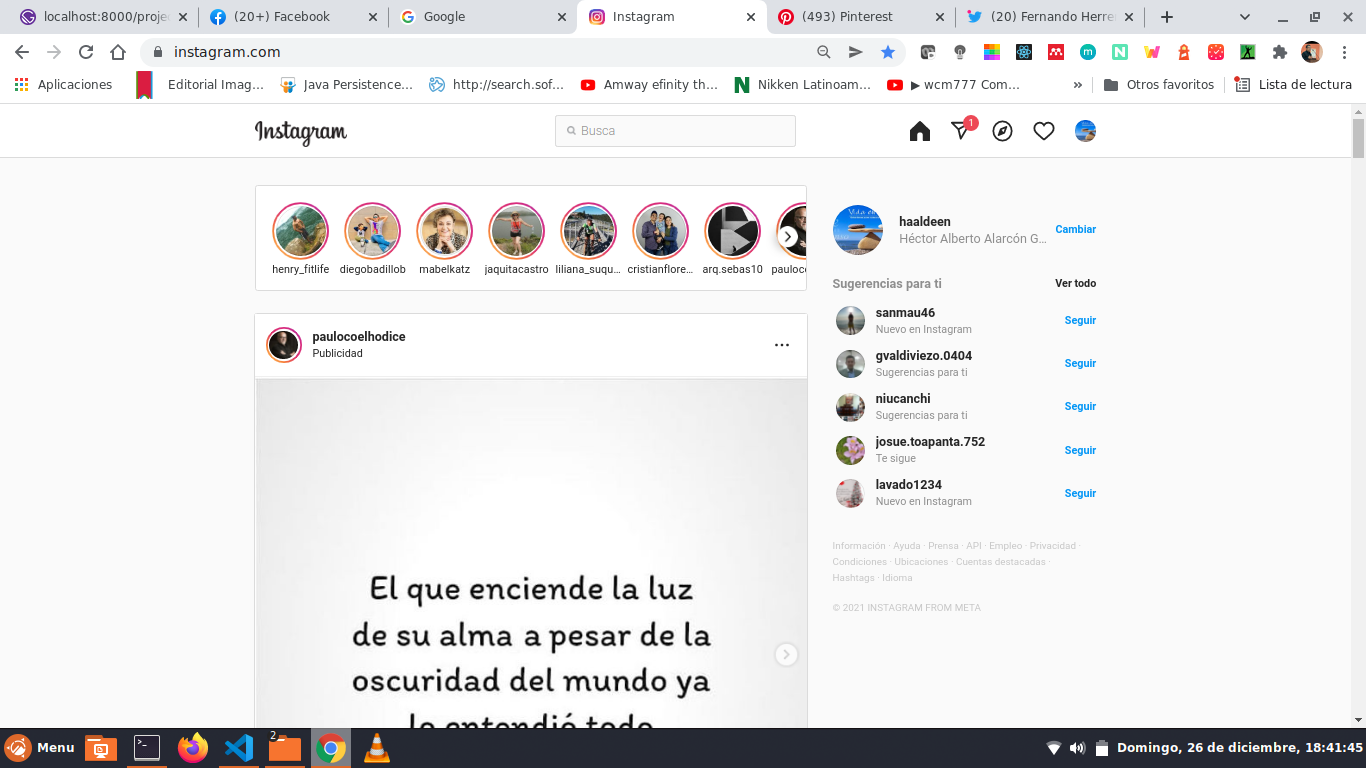 localhost:8000/proje
(20+) Facebook
Google
Instagram
(493) Pinterest
(20) Fernando Herre
instagram.com
Aplicaciones
Editorial Imag…
Java Persistence…
http://search.sof…
Amway efinity th…
Nikken Latinoam…
▶ wcm777 Com…
»
Otros favoritos
Lista de lectura
Instagram
Busca
1
henry_fitlife
diegobadillob
mabelkatz
jaquitacastro
liliana_suqu…
cristianflore…
arq.sebas10
pauloco
haaldeen
Héctor Alberto Alarcón G…
Cambiar
Sugerencias para ti
Ver todo
sanmau46
Nuevo en Instagram
Seguir
gvaldiviezo.0404
Sugerencias para ti
Seguir
niucanchi
Sugerencias para ti
Seguir
josue.toapanta.752
Te sigue
Seguir
lavado1234
Nuevo en Instagram
Seguir
Información · Ayuda · Prensa · API · Empleo · Privacidad ·
Condiciones · Ubicaciones · Cuentas destacadas ·
Hashtags · Idioma
© 2021 INSTAGRAM FROM META
paulocoelhodice
Publicidad
El que enciende la luz
de su alma a pesar de la
oscuridad del mundo ya
lo entendió todo
Menu
2
Domingo, 26 de diciembre, 18:41:45